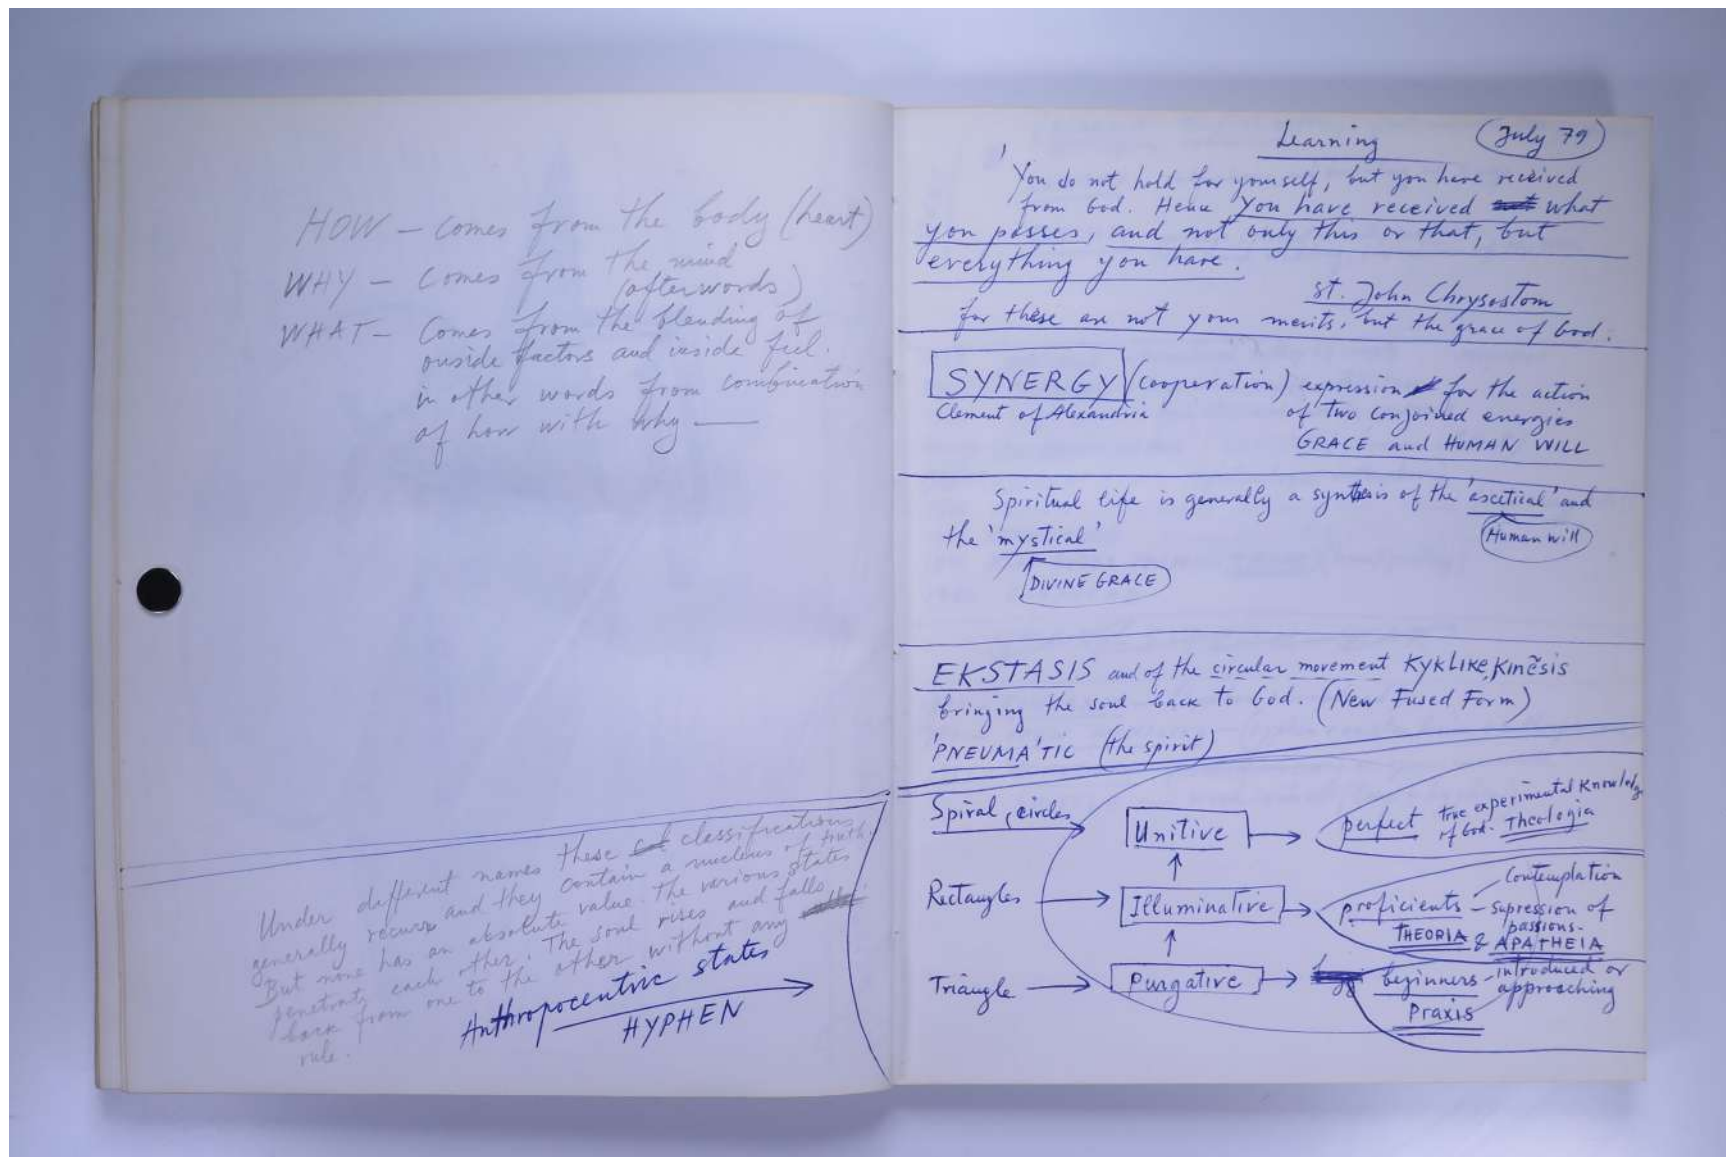 HOW – comes from the body (heart)
WHY – comes from the mind
(afterwords)
WHAT – Comes from the blending of
ouside factors and inside feel.
in other words from combination
of how with why —
Under different names these classifications
generally recurr and they contain a nucleus of truth.
But none has an absolute value. The various states
penetrate each other. The soul rises and falls
back from one to the other without any
rule.
Anthropocentric states
HYPHEN
Learning (July 79)
'You do not hold for yourself, but you have received
from God. Hence you have received what
you posses, and not only this or that, but
everything you have.
St. John Chrysostom
for these are not your merits, but the grace of God.
SYNERGY (cooperation) expression for the action
Clement of Alexandria of two conjoined energies
GRACE and HUMAN WILL
Spiritual life is generally a synthesis of the 'ascetical' and
the 'mystical' Human will
DIVINE GRACE
EKSTASIS and of the circular movement KYKLIKE, Kinēsis
bringing the soul back to God. (New Fused Form)
'PNEUMA'TIC (the spirit)
Spiral, circles Unitive perfect true experimental Knowledg
of God. Theologia
Rectangles Illuminative proficients – Contemplation
– supression of
passions-
THEORIA & APATHEIA
Triangle Purgative beginners – introduced or
approaching
Praxis